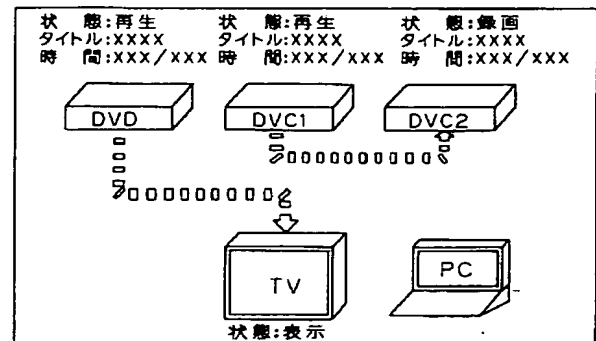 状 態:再生 状 態:再生 状 態:録画
タイトル:XXXX タイトル:XXXX タイトル:XXXX
時 間:XXX/XXX 時 間:XXX/XXX 時 間:XXX/XXX
DVD DVC1 DVC2
TV PC
状態:表示